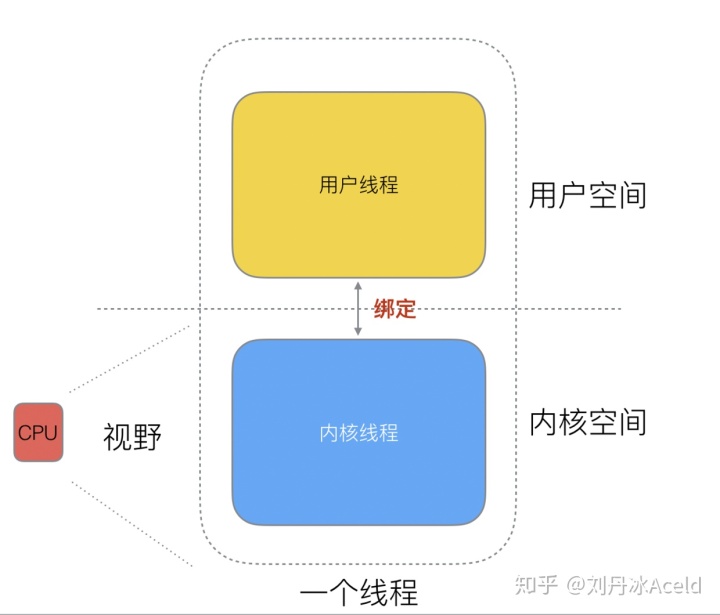 用户线程
用户空间
绑定
CPU
视野
内核线程
内核空间
一个线程
知乎 @刘丹冰Aceld